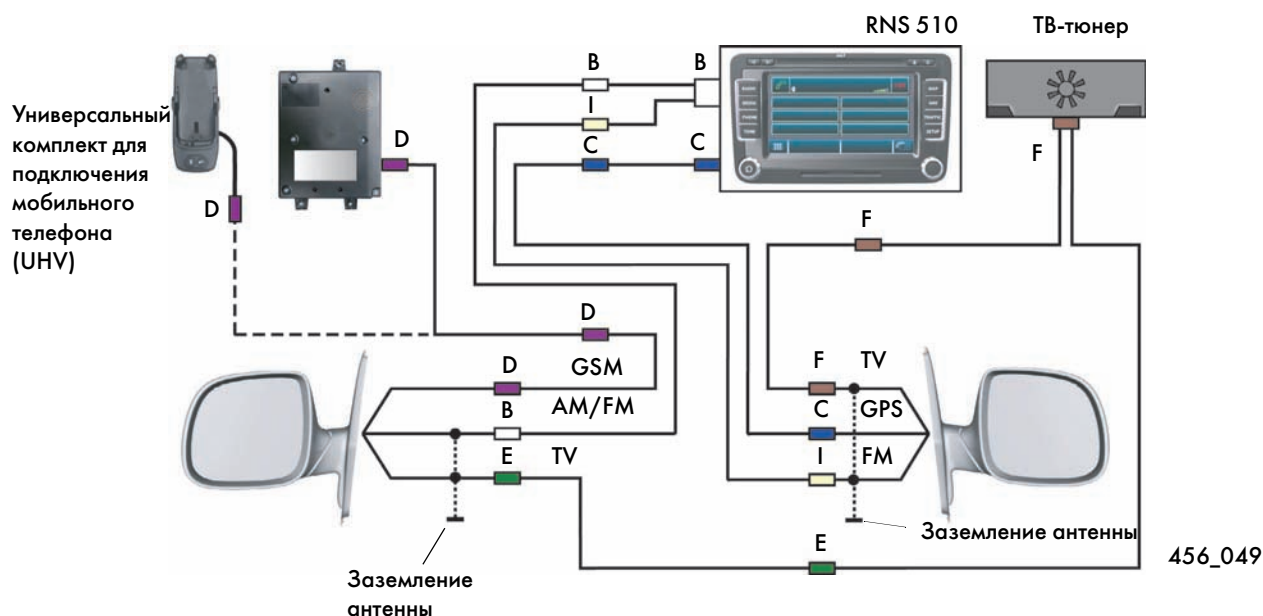 RNS 510
ТВ-тюнер
Универсальный
комплект для
подключения
мобильного
телефона
(UHV)
D
D
B
B
I
C
C
F
F
D
D
GSM
B
AM/FM
E
TV
F
TV
C
GPS
I
FM
Заземление
антенны
Заземление антенны
E
456_049